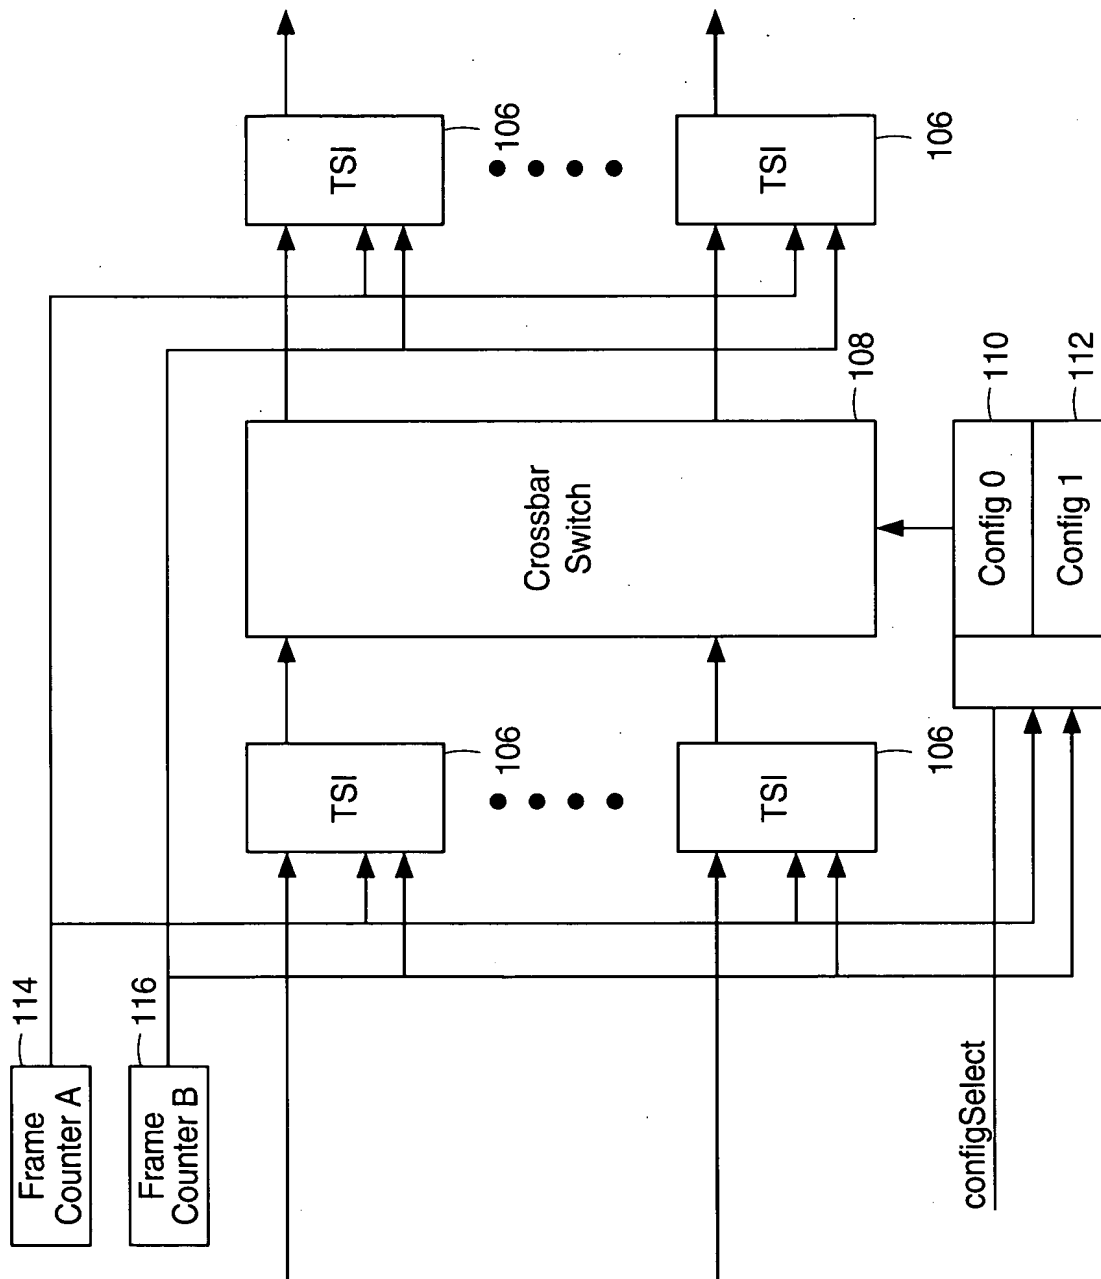 Frame
Counter A
114
Frame
Counter B
116
TSI
106
TSI
106
Crossbar
Switch
108
TSI
106
TSI
106
configSelect
Config 0
110
Config 1
112